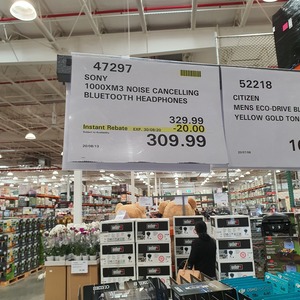 47297
SONY
1000XM3 NOISE CANCELLING
BLUETOOTH HEADPHONES
329.99
Instant Rebate
-20.00
309.99
52218
CITIZEN
MENS ECO-DRIVE
YELLOW GOLD TON